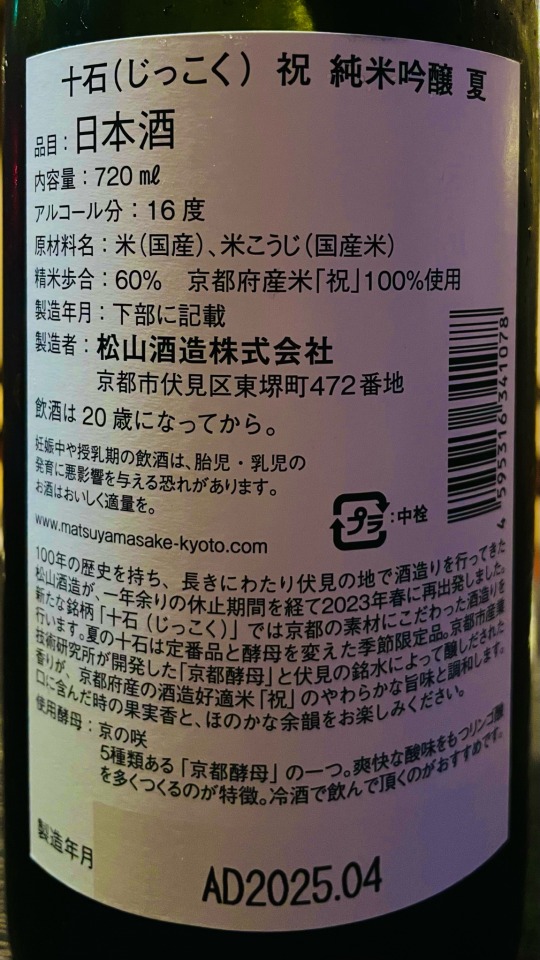 十石(じっこく) 祝 純米吟醸 夏
品目:日本酒
内容量:720㎖
アルコール分:16度
原材料名:米(国産)、米こうじ(国産米)
精米歩合:60% 京都府産米「祝」100%使用
製造年月:下部に記載
製造者:松山酒造株式会社
京都市伏見区東堺町472番地
飲酒は20歳になってから。
妊娠中や授乳期の飲酒は、胎児・乳児の
発育に悪影響を与える恐れがあります。
お酒はおいしく適量を。
www.matsuyamasake-kyoto.com
プラ:中栓
4 595316 341078
100年の歴史を持ち、長きにわたり伏見の地で酒造りを行ってきた
松山酒造が、一年余りの休止期間を経て2023年春に再出発しました。
新たな銘柄「十石(じっこく)」では京都の素材にこだわった酒造りを
行います。夏の十石は定番品と酵母を変えた季節限定品。京都市産業
技術研究所が開発した「京都酵母」と伏見の銘水によって醸しだされた
香りが、京都府産の酒造好適米「祝」のやわらかな旨味と調和します。
口に含んだ時の果実香と、ほのかな余韻をお楽しみください。
使用酵母:京の咲
5種類ある「京都酵母」の一つ。爽快な酸味をもつリンゴ酸
を多くつくるのが特徴。冷酒で飲んで頂くのがおすすめです。
製造年月
AD2025.04